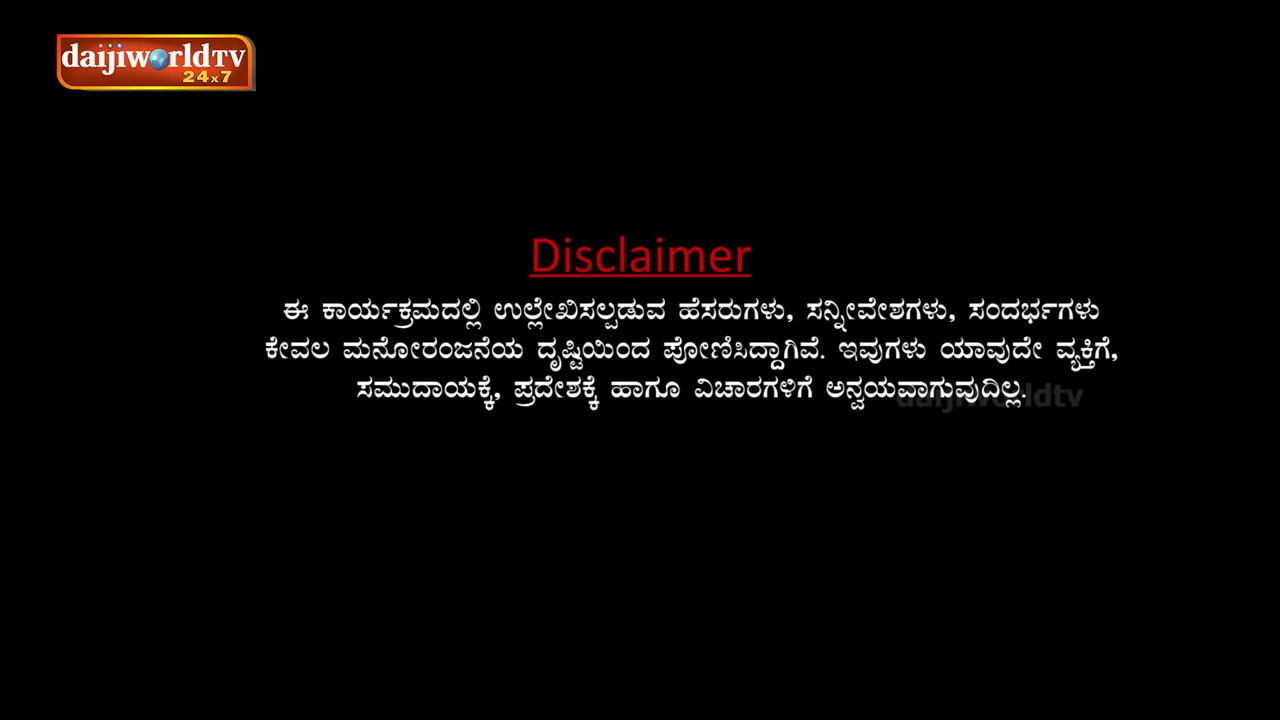 daijiworldTV
24x7
Disclaimer
ಈ ಕಾರ್ಯಕ್ರಮದಲ್ಲಿ ಉಲ್ಲೇಖಿಸಲ್ಪಡುವ ಹೆಸರುಗಳು, ಸನ್ನೀವೇಶಗಳು, ಸಂದರ್ಭಗಳು
ಕೇವಲ ಮನೋರಂಜನೆಯ ದೃಷ್ಟಿಯಿಂದ ಪೋಣಿಸಿದ್ದಾಗಿವೆ. ಇವುಗಳು ಯಾವುದೇ ವ್ಯಕ್ತಿಗೆ,
ಸಮುದಾಯಕ್ಕೆ, ಪ್ರದೇಶಕ್ಕೆ ಹಾಗೂ ವಿಚಾರಗಳಿಗೆ ಅನ್ವಯವಾಗುವುದಿಲ್ಲ.
daijiworldtv